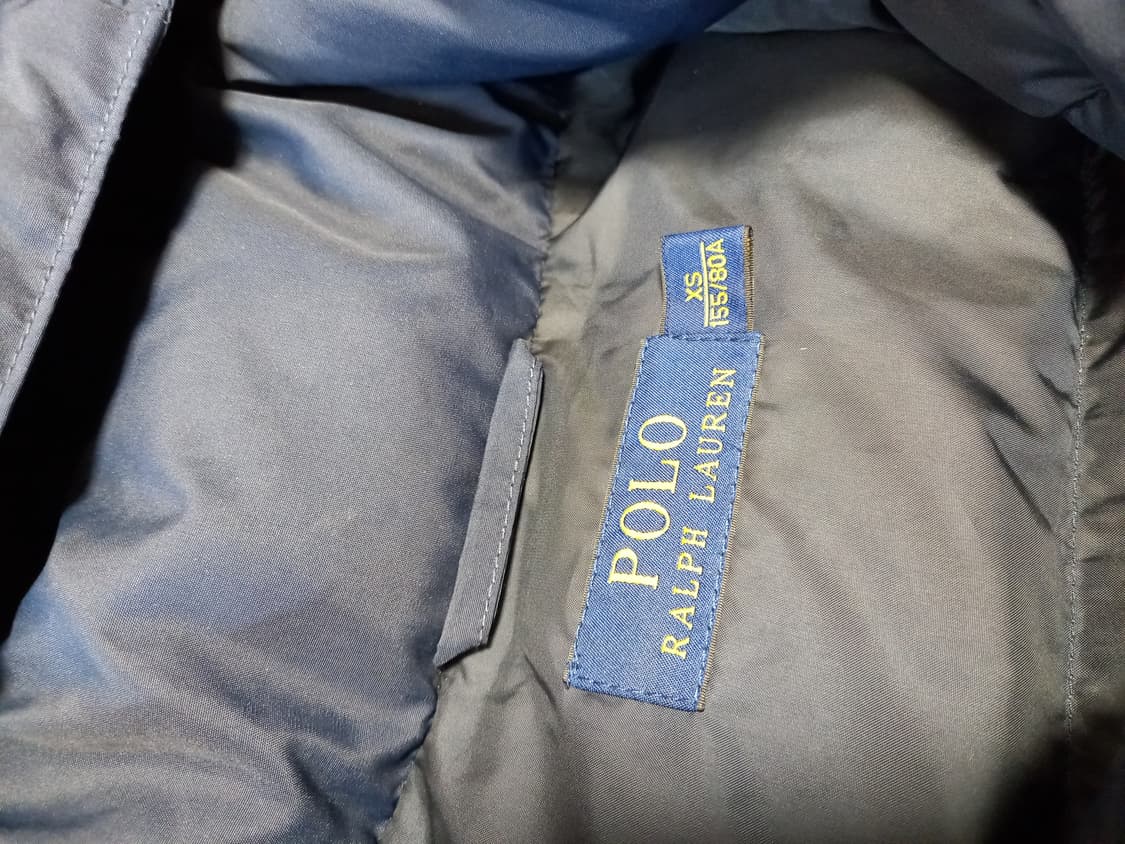 XS
155/80A
POLO
RALPH LAUREN